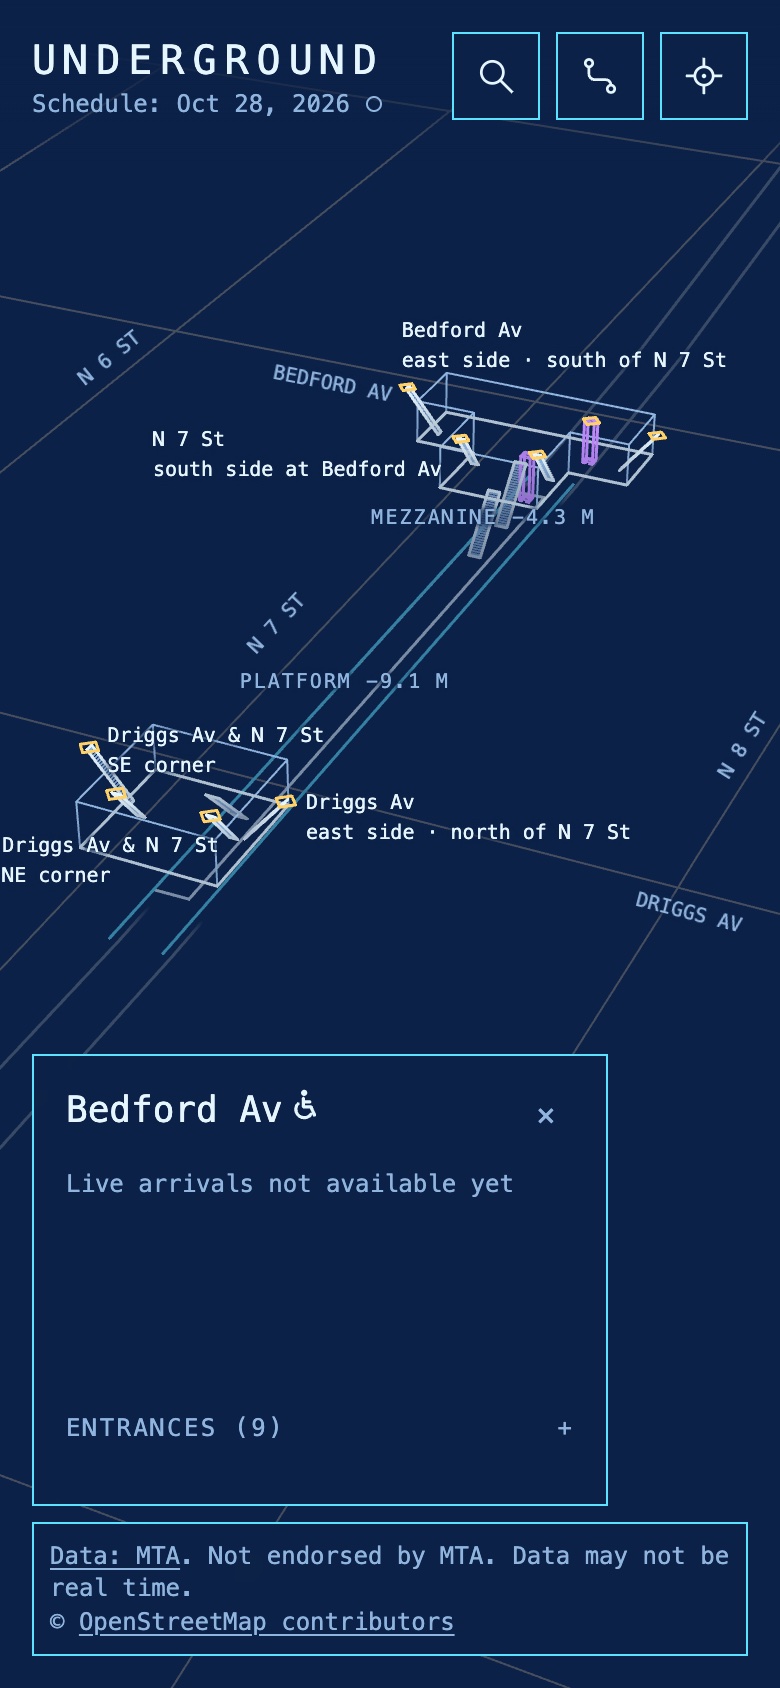 UNDERGROUND
Schedule: Oct 28, 2026
Bedford Av
east side · south of N 7 St
N 6 ST
BEDFORD AV
N 7 St
south side at Bedford Av
MEZZANINE −4.3 M
N 7 ST
PLATFORM −9.1 M
N 8 ST
Driggs Av & N 7 St
SE corner
Driggs Av
east side · north of N 7 St
Driggs Av & N 7 St
NE corner
DRIGGS AV
Bedford Av
×
Live arrivals not available yet
ENTRANCES (9) +
Data: MTA. Not endorsed by MTA. Data may not be
real time.
© OpenStreetMap contributors